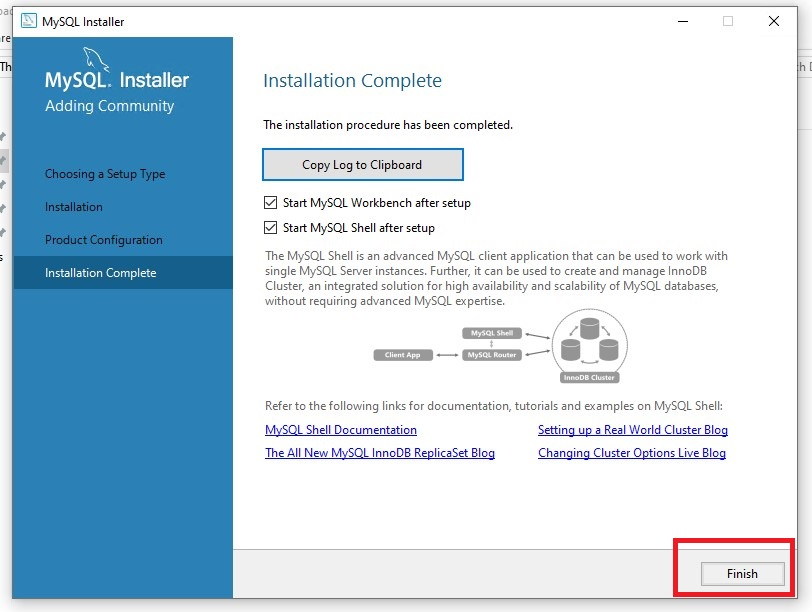 MySQL Installer
MySQL. Installer
Adding Community
Choosing a Setup Type
Installation
Product Configuration
Installation Complete
Installation Complete
The installation procedure has been completed.
Copy Log to Clipboard
Start MySQL Workbench after setup
Start MySQL Shell after setup
The MySQL Shell is an advanced MySQL client application that can be used to work with
single MySQL Server instances. Further, it can be used to create and manage InnoDB
Cluster, an integrated solution for high availability and scalability of MySQL databases,
without requiring advanced MySQL expertise.
MySQL Shell
Client App
MySQL Router
InnoDB Cluster
Refer to the following links for documentation, tutorials and examples on MySQL Shell:
MySQL Shell Documentation
Setting up a Real World Cluster Blog
The All New MySQL InnoDB ReplicaSet Blog
Changing Cluster Options Live Blog
Finish